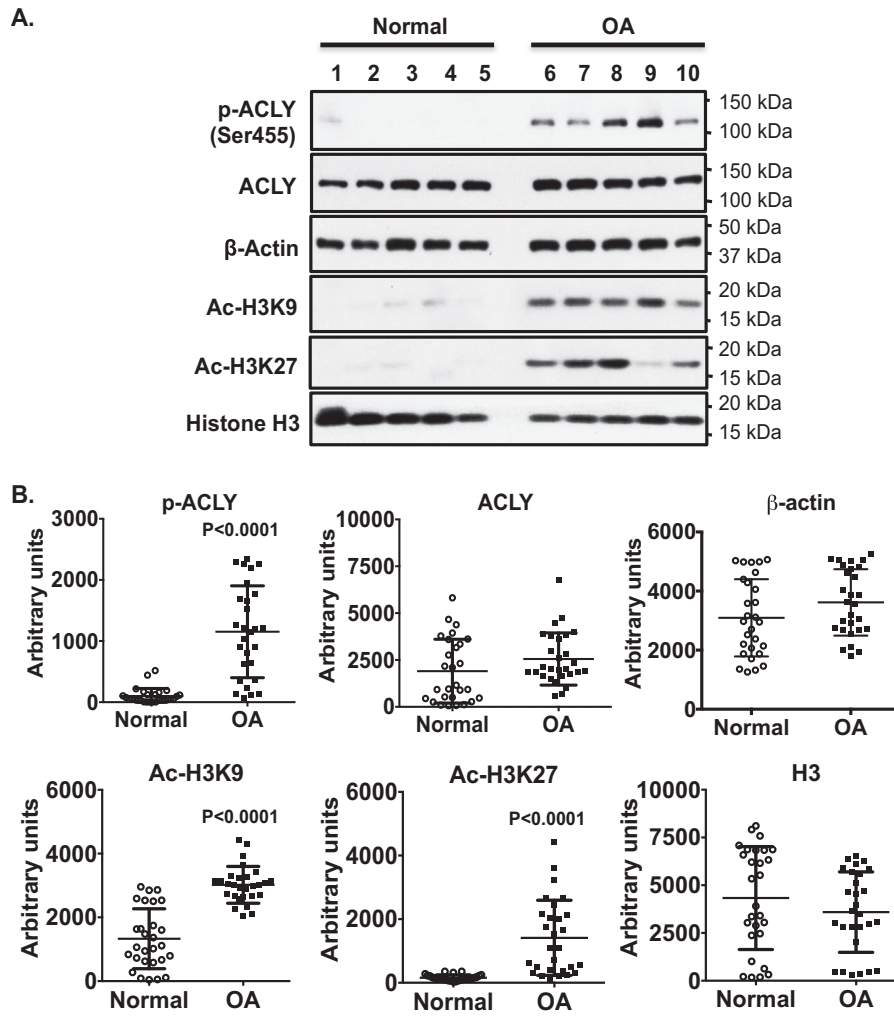 A.
Normal OA
1 2 3 4 5 6 7 8 9 10
p-ACLY
(Ser455)
150 kDa
100 kDa
ACLY
150 kDa
100 kDa
β-Actin
50 kDa
37 kDa
Ac-H3K9
20 kDa
15 kDa
Ac-H3K27
20 kDa
15 kDa
Histone H3
20 kDa
15 kDa
B.
p-ACLY
P<0.0001
Arbitrary units
3000
2000
1000
0
Normal OA
ACLY
Arbitrary units
10000
7500
5000
2500
0
Normal OA
β-actin
Arbitrary units
6000
4000
2000
0
Normal OA
Ac-H3K9
P<0.0001
Arbitrary units
6000
4000
2000
0
Normal OA
Ac-H3K27
P<0.0001
Arbitrary units
6000
4000
2000
0
Normal OA
H3
Arbitrary units
10000
7500
5000
2500
0
Normal OA